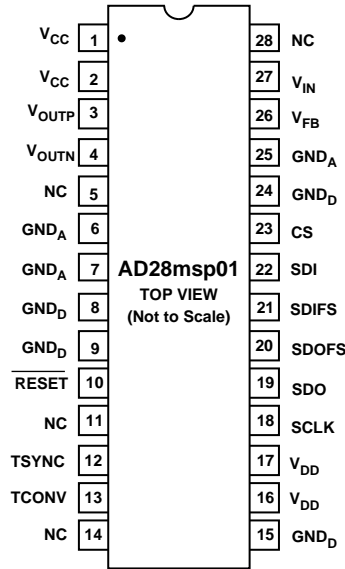 VCC 1 28 NC
VCC 2 27 VIN
VOUTP 3 26 VFB
VOUTN 4 25 GNDA
NC 5 24 GNDD
GNDA 6 23 CS
GNDA 7 AD28msp01 22 SDI
TOP VIEW
GNDD 8 (Not to Scale) 21 SDIFS
GNDD 9 20 SDOFS
RESET 10 19 SDO
NC 11 18 SCLK
TSYNC 12 17 VDD
TCONV 13 16 VDD
NC 14 15 GNDD